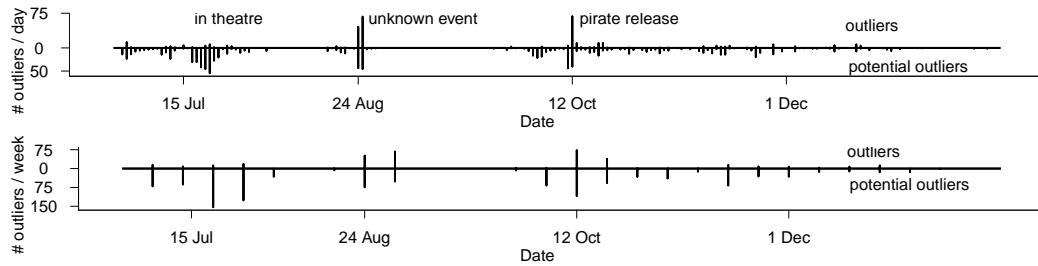 # outliers / day
75
0
50
in theatre
unknown event
pirate release
outliers
potential outliers
15 Jul
24 Aug
12 Oct
1 Dec
Date
# outliers / week
75
0
75
150
outliers
potential outliers
15 Jul
24 Aug
12 Oct
1 Dec
Date